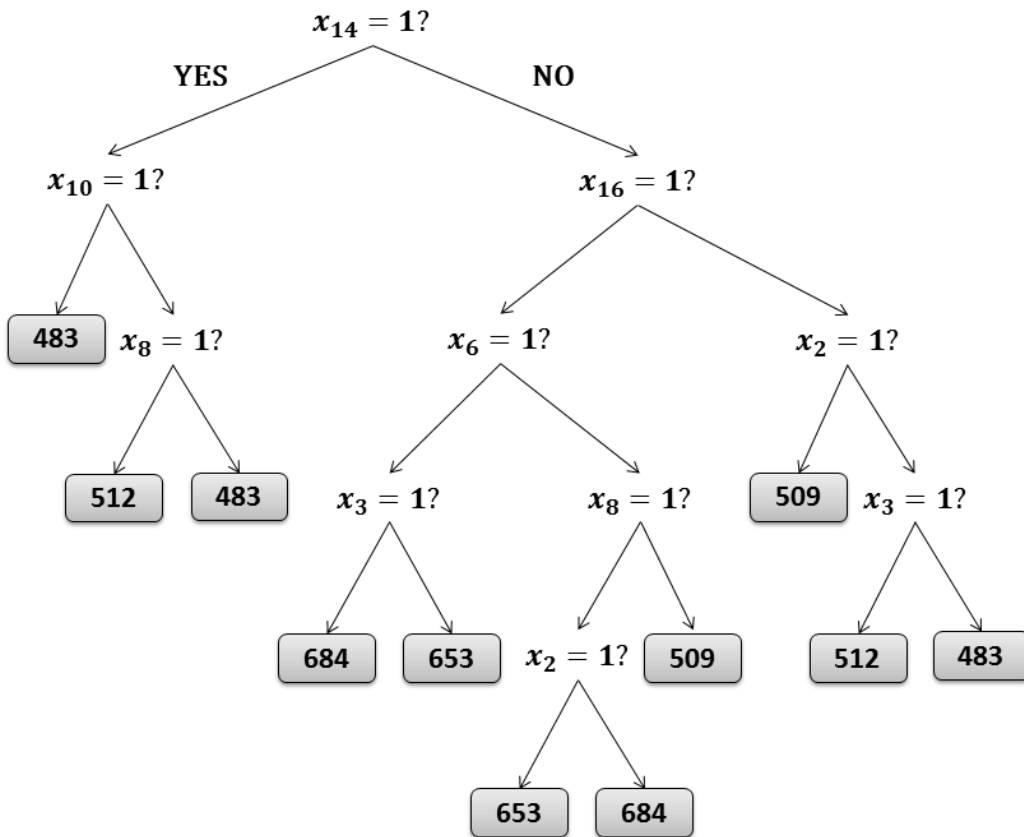 x₁₄ = 1?
YES NO
x₁₀ = 1? x₁₆ = 1?
483 x₈ = 1? x₆ = 1? x₂ = 1?
512 483 x₃ = 1? x₈ = 1? 509 x₃ = 1?
684 653 x₂ = 1? 509 512 483
653 684